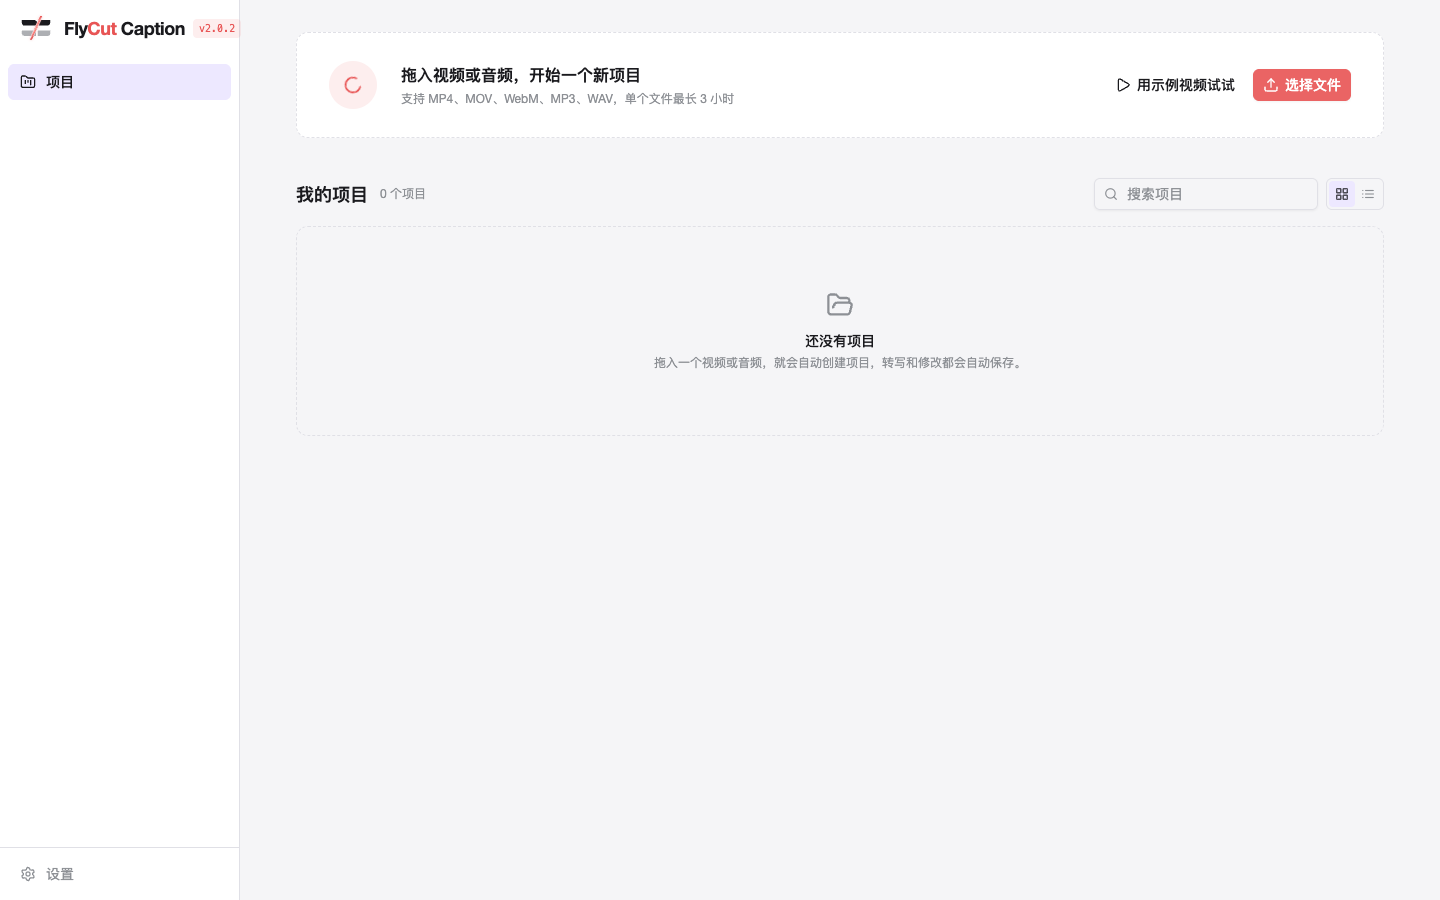 FlyCut Caption v2.0.2
项目
拖入视频或音频，开始一个新项目
支持 MP4、MOV、WebM、MP3、WAV，单个文件最长 3 小时
用示例视频试试
选择文件
我的项目 0 个项目
搜索项目
还没有项目
拖入一个视频或音频，就会自动创建项目，转写和修改都会自动保存。
设置